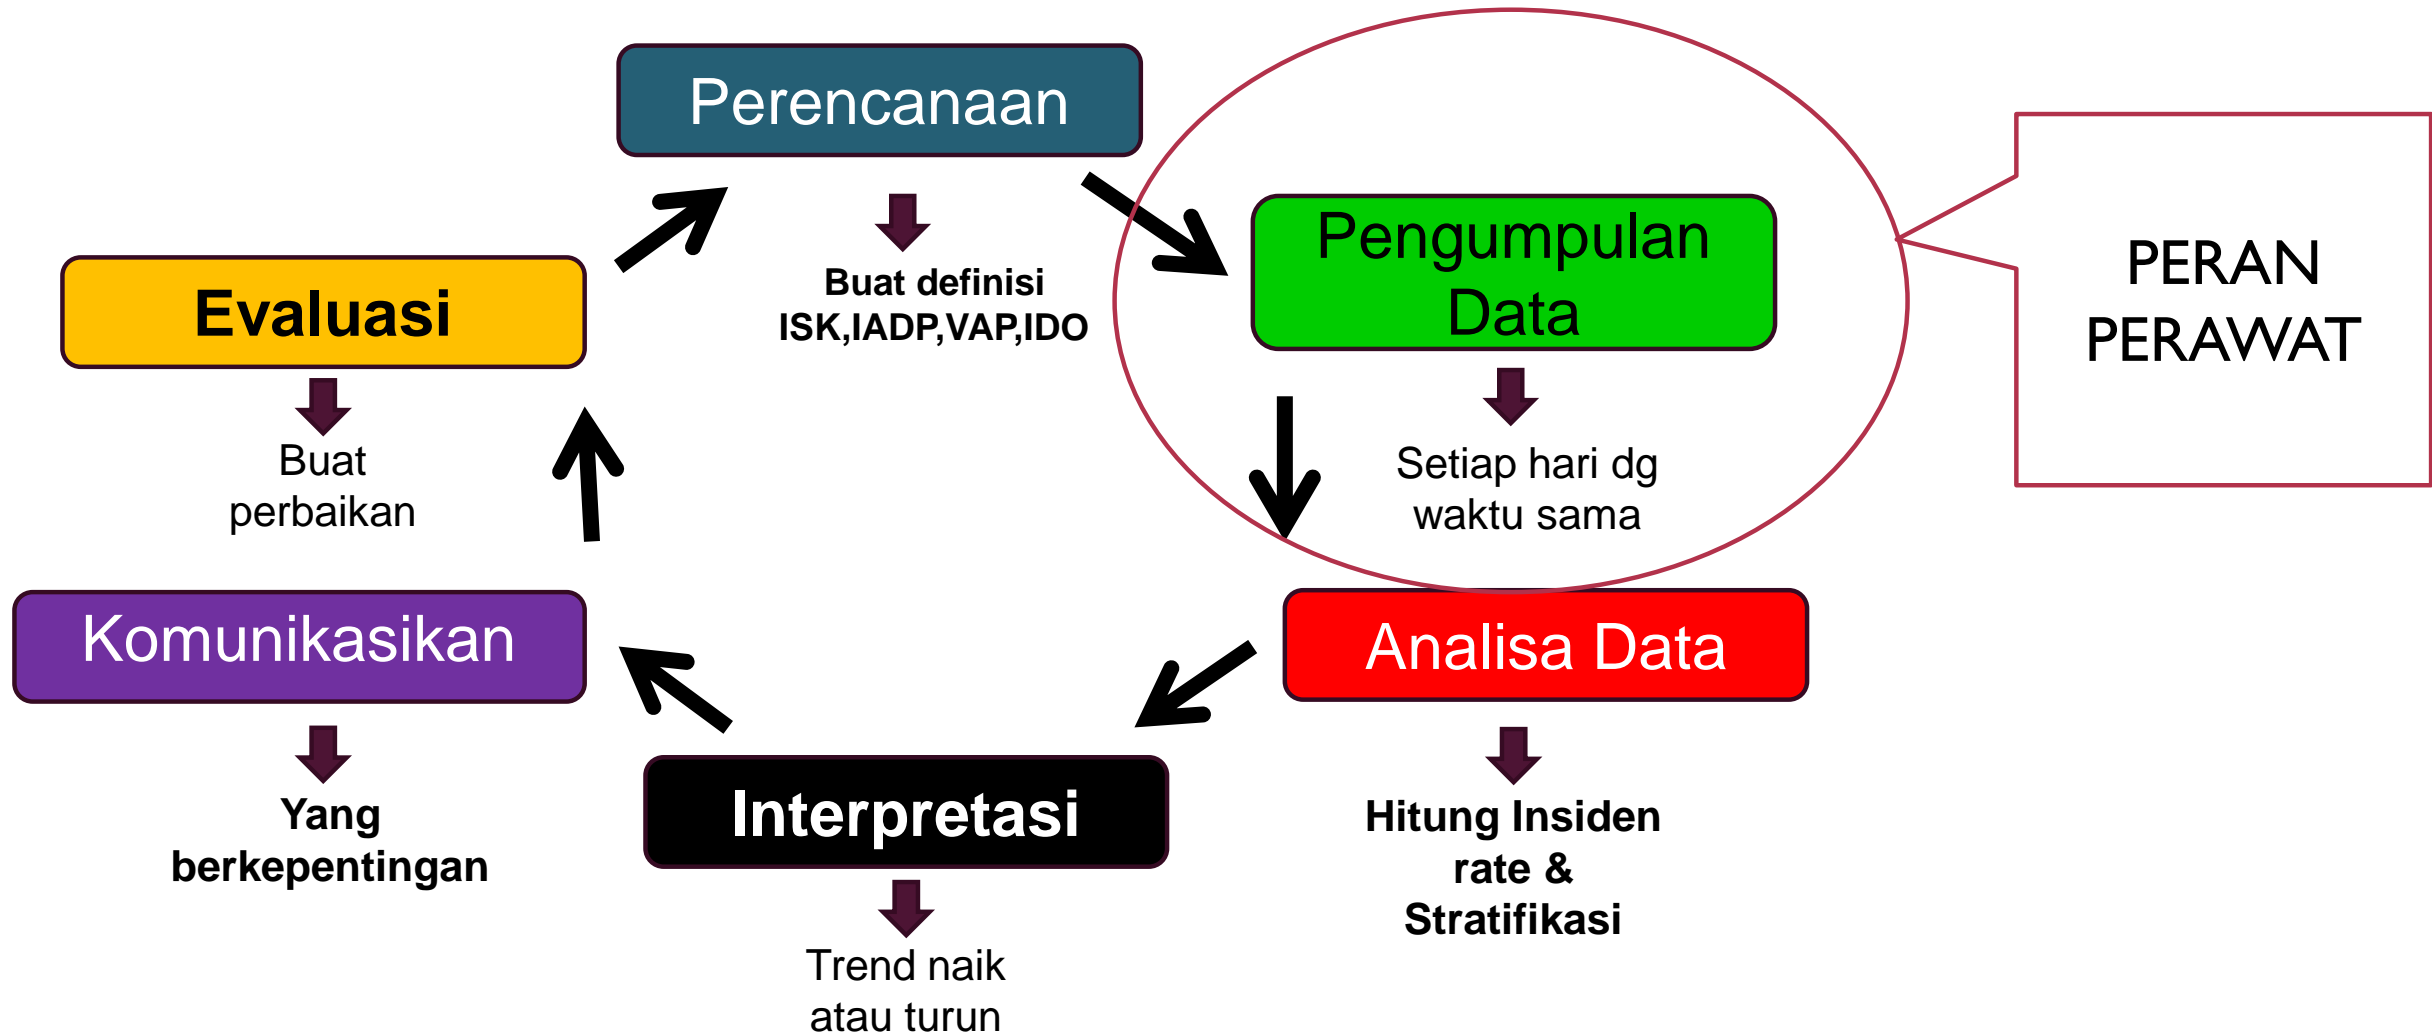 Perencanaan
Buat definisi
ISK,IADP,VAP,IDO
Pengumpulan
Data
Setiap hari dg
waktu sama
PERAN
PERAWAT
Analisa Data
Hitung Insiden
rate &
Stratifikasi
Interpretasi
Trend naik
atau turun
Komunikasikan
Yang
berkepentingan
Evaluasi
Buat
perbaikan